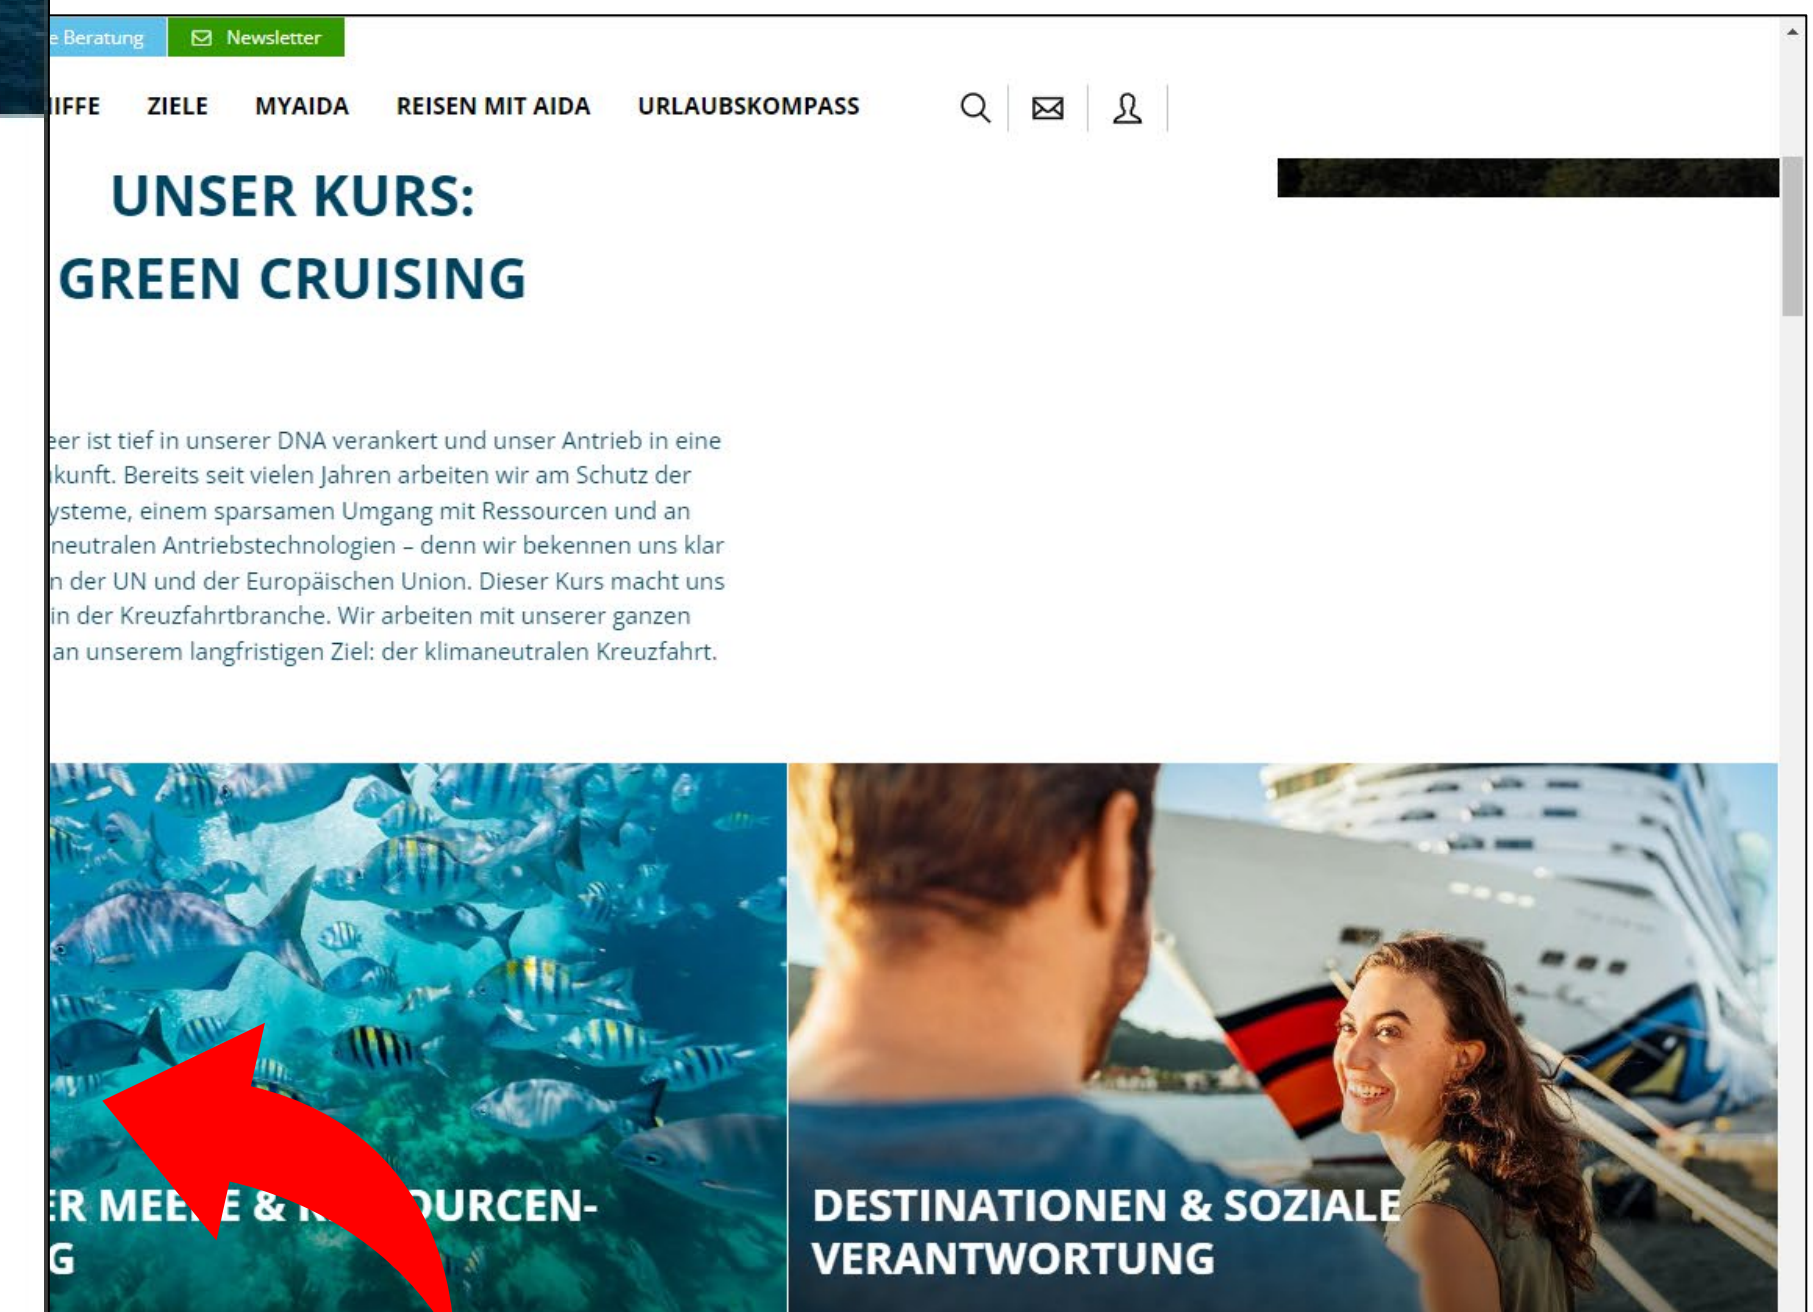 e Beratung
Newsletter
IFFE ZIELE MYAIDA REISEN MIT AIDA URLAUBSKOMPASS
UNSER KURS:
GREEN CRUISING
eer ist tief in unserer DNA verankert und unser Antrieb in eine
kunft. Bereits seit vielen Jahren arbeiten wir am Schutz der
ysteme, einem sparsamen Umgang mit Ressourcen und an
neutralen Antriebstechnologien – denn wir bekennen uns klar
n der UN und der Europäischen Union. Dieser Kurs macht uns
in der Kreuzfahrtbranche. Wir arbeiten mit unserer ganzen
an unserem langfristigen Ziel: der klimaneutralen Kreuzfahrt.
ER MEERE & OURCEN-
G
DESTINATIONEN & SOZIALE
VERANTWORTUNG